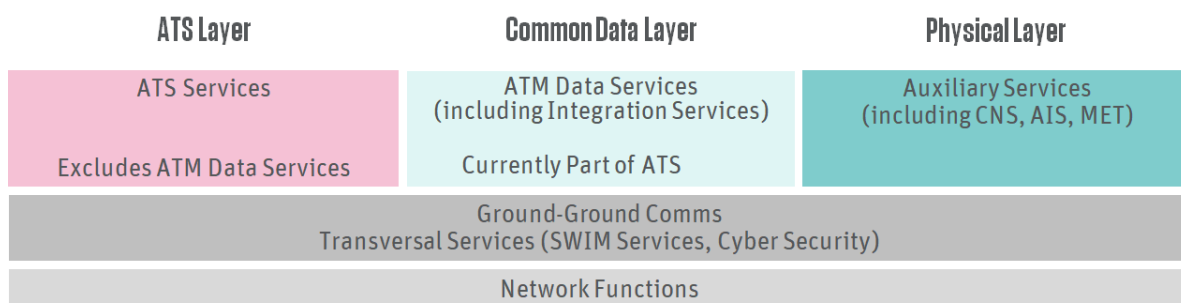 ATS Layer
Common Data Layer
Physical Layer
ATS Services
Excludes ATM Data Services
ATM Data Services
(including Integration Services)
Currently Part of ATS
Auxiliary Services
(including CNS, AIS, MET)
Ground-Ground Comms
Transversal Services (SWIM Services, Cyber Security)
Network Functions